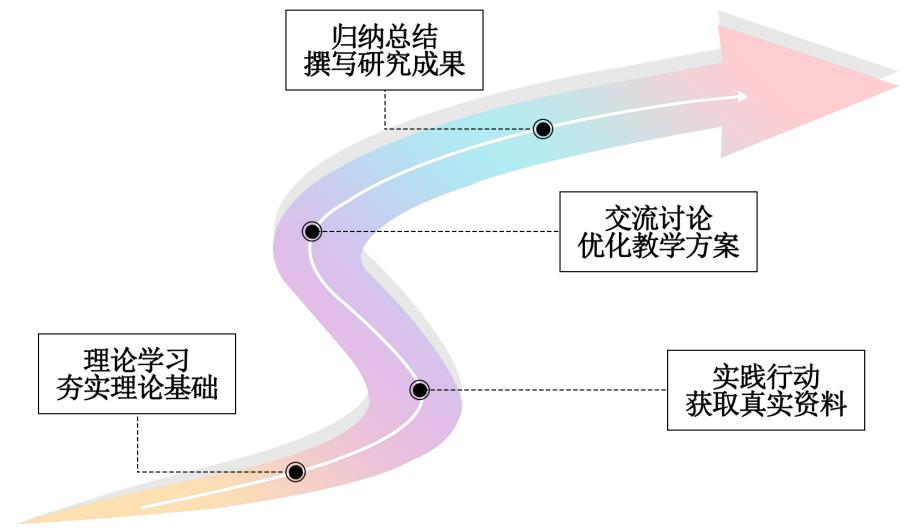 归纳总结
撰写研究成果
交流讨论
优化教学方案
理论学习
夯实理论基础
实践行动
获取真实资料